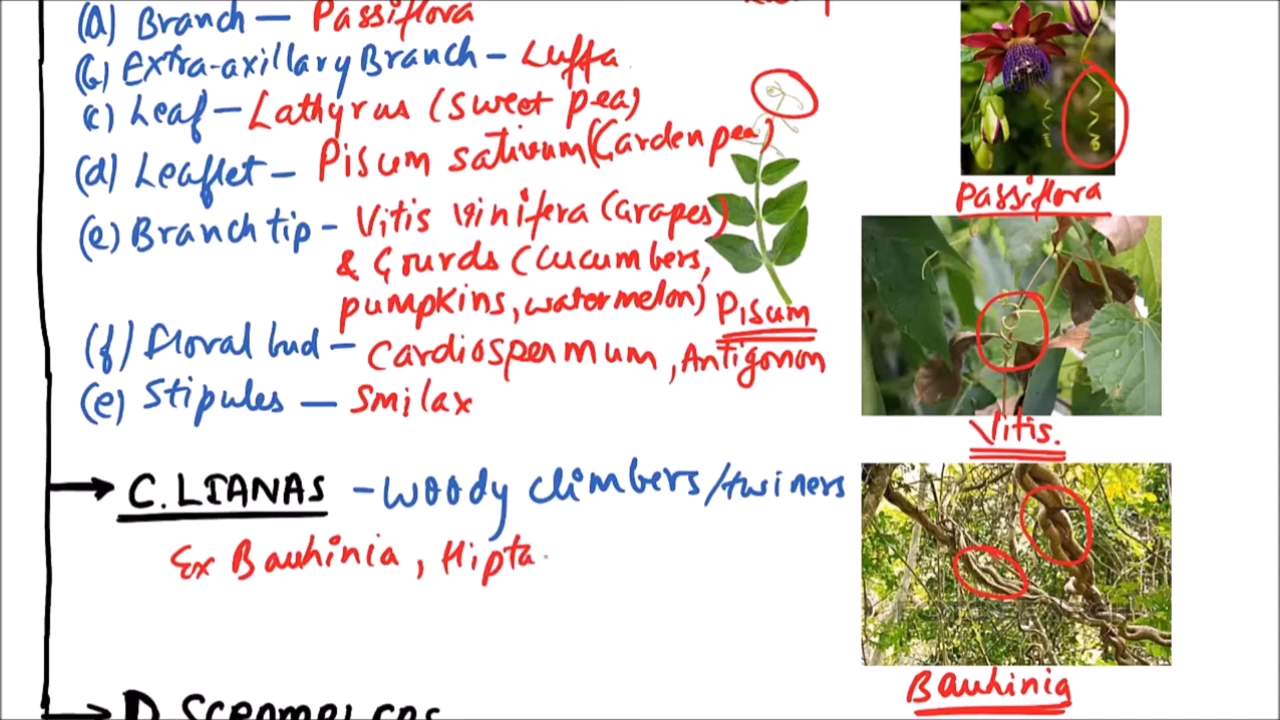 (a) Branch — Passiflora
(b) Extra-axillary Branch - Luffa
(c) Leaf - Lathyrus (sweet pea)
(d) Leaflet - Pisum sativum (Garden pea)
(e) Branch tip - Vitis vinifera (Grapes)
& Gourds (cucumbers,
pumpkins, watermelon)
Pisum
(f) Floral bud - Cardiospermum, Antigonon
(e) Stipules — Smilax
C. LIANAS - woody climbers/twiners
Ex Bauhinia, Hipta
Passiflora
Vitis.
Bauhinia